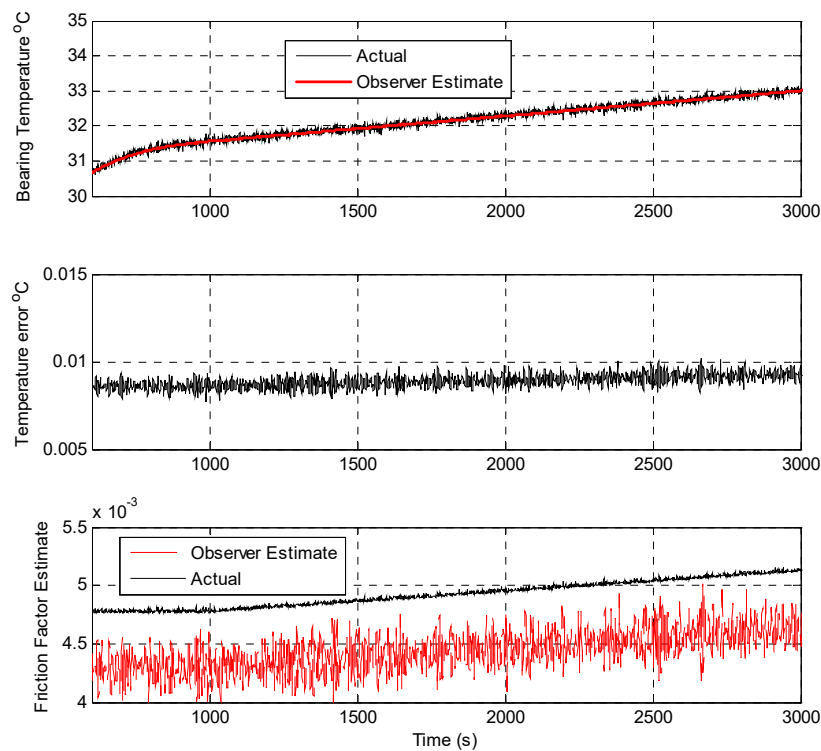 Bearing Temperature °C
35
34
33
32
31
30
Actual
Observer Estimate
1000 1500 2000 2500 3000
Temperature error °C
0.015
0.01
0.005
1000 1500 2000 2500 3000
Friction Factor Estimate
x 10-3
5.5
5
4.5
4
Observer Estimate
Actual
1000 1500 2000 2500 3000
Time (s)